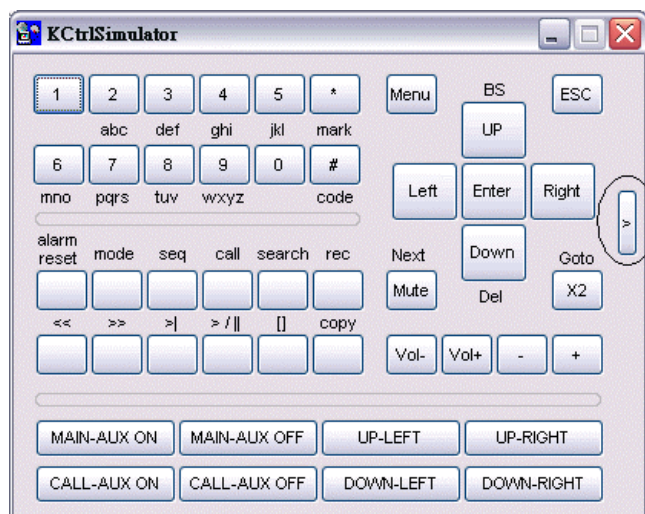 KCtrlSimulator
1 2 3 4 5 * Menu BS ESC
abc def ghi jkl mark UP
6 7 8 9 0 #
mno pqrs tuv wxyz code Left Enter Right >
alarm reset mode seq call search rec Next Down Goto
Mute Del X2
<< >> >| > / || [] copy
Vol- Vol+ - +
MAIN-AUX ON MAIN-AUX OFF UP-LEFT UP-RIGHT
CALL-AUX ON CALL-AUX OFF DOWN-LEFT DOWN-RIGHT